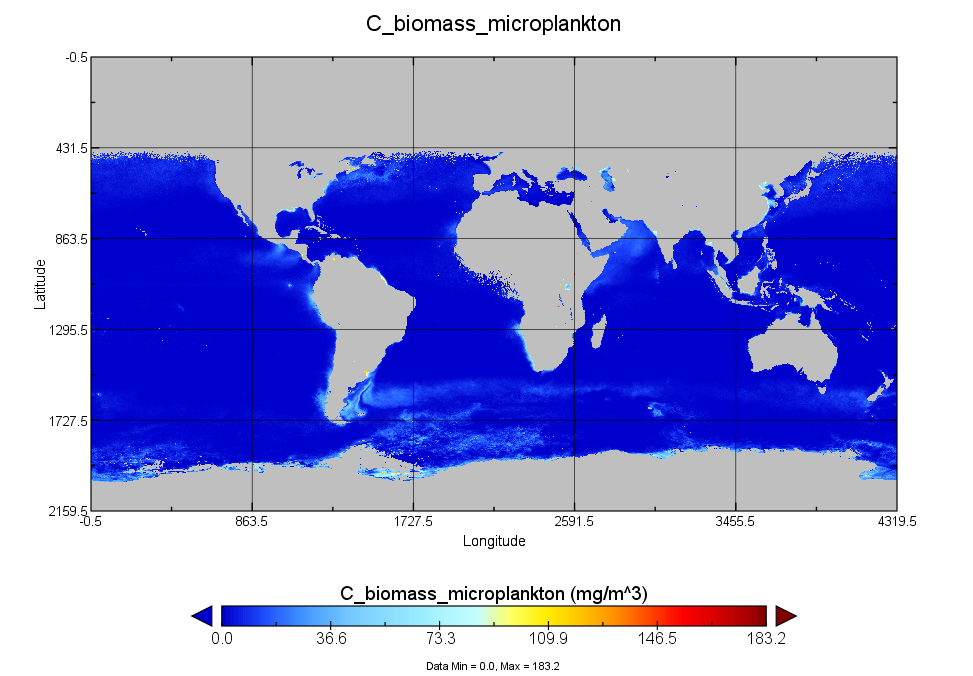 C_biomass_microplankton
-0.5
431.5
863.5
1295.5
1727.5
2159.5
Latitude
-0.5 863.5 1727.5 2591.5 3455.5 4319.5
Longitude
C_biomass_microplankton (mg/m^3)
0.0 36.6 73.3 109.9 146.5 183.2
Data Min = 0.0, Max = 183.2